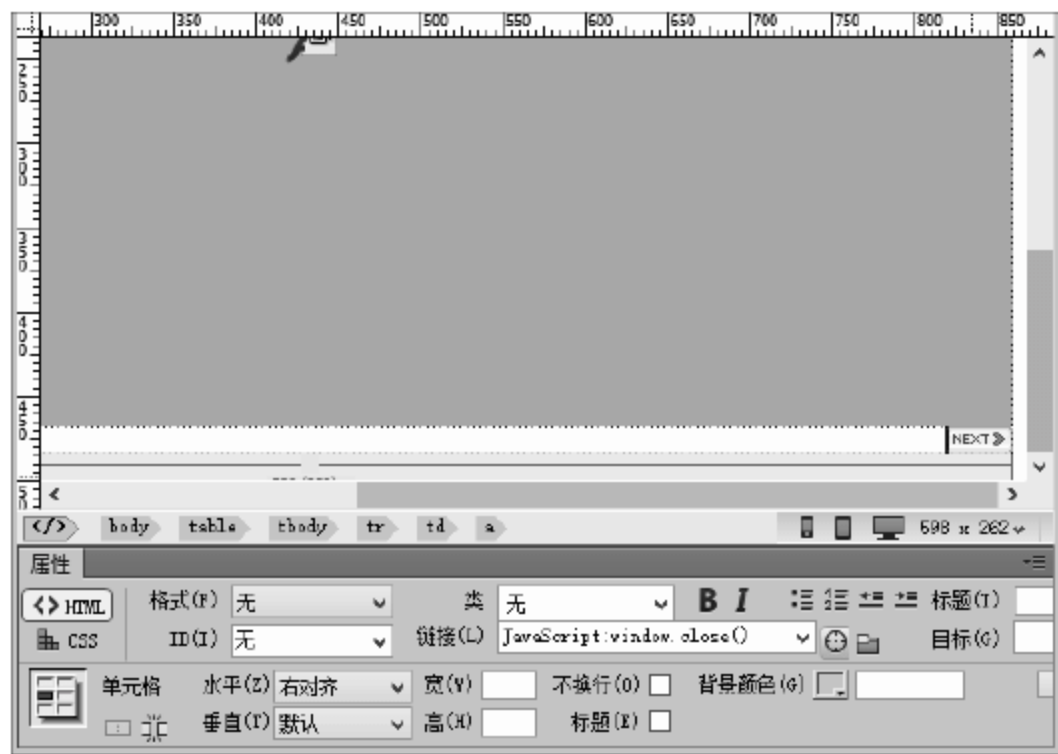 300 350 400 450 500 550 600 650 700 750 800 850
250
300
350
400
450
NEXT
</> body table tbody tr td a 598 x 262
属性
<> HTML 格式(F) 无 类 无 B I 标题(T)
CSS ID(I) 无 链接(L) JavaScript:window.close() 目标(G)
单元格 水平(Z) 右对齐 宽(W) 不换行(O) 背景颜色(G)
垂直(T) 默认 高(H) 标题(E)